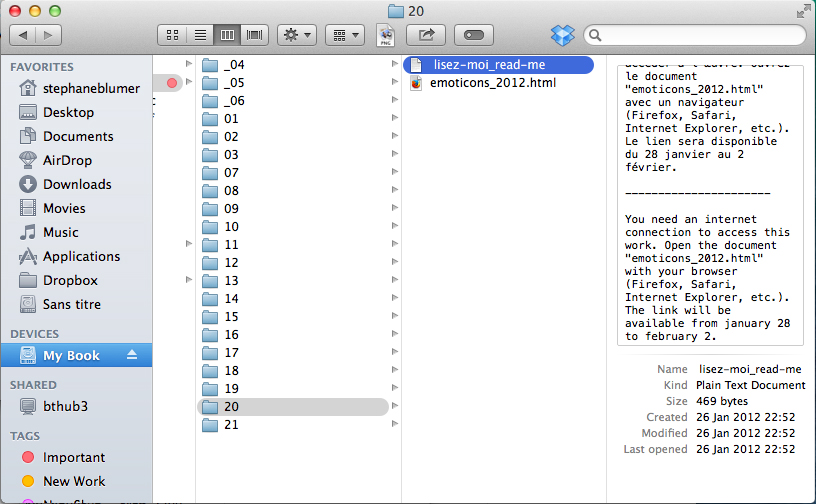 20
PNG
FAVORITES
stephaneblumer
Desktop
Documents
AirDrop
Downloads
Movies
Music
Applications
Dropbox
Sans titre
DEVICES
My Book
SHARED
bthub3
TAGS
Important
New Work
_04
_05
_06
01
02
03
07
08
09
10
11
12
13
14
15
16
17
18
19
20
21
lisez-moi_read-me
emoticons_2012.html
le document
"emoticons_2012.html"
avec un navigateur
(Firefox, Safari,
Internet Explorer, etc.).
Le lien sera disponible
du 28 janvier au 2
février.
----------------------
You need an internet
connection to access this
work. Open the document
"emoticons_2012.html"
with your browser
(Firefox, Safari,
Internet Explorer, etc.).
The link will be
available from january 28
to february 2.
Name lisez-moi_read-me
Kind Plain Text Document
Size 469 bytes
Created 26 Jan 2012 22:52
Modified 26 Jan 2012 22:52
Last opened 26 Jan 2012 22:52